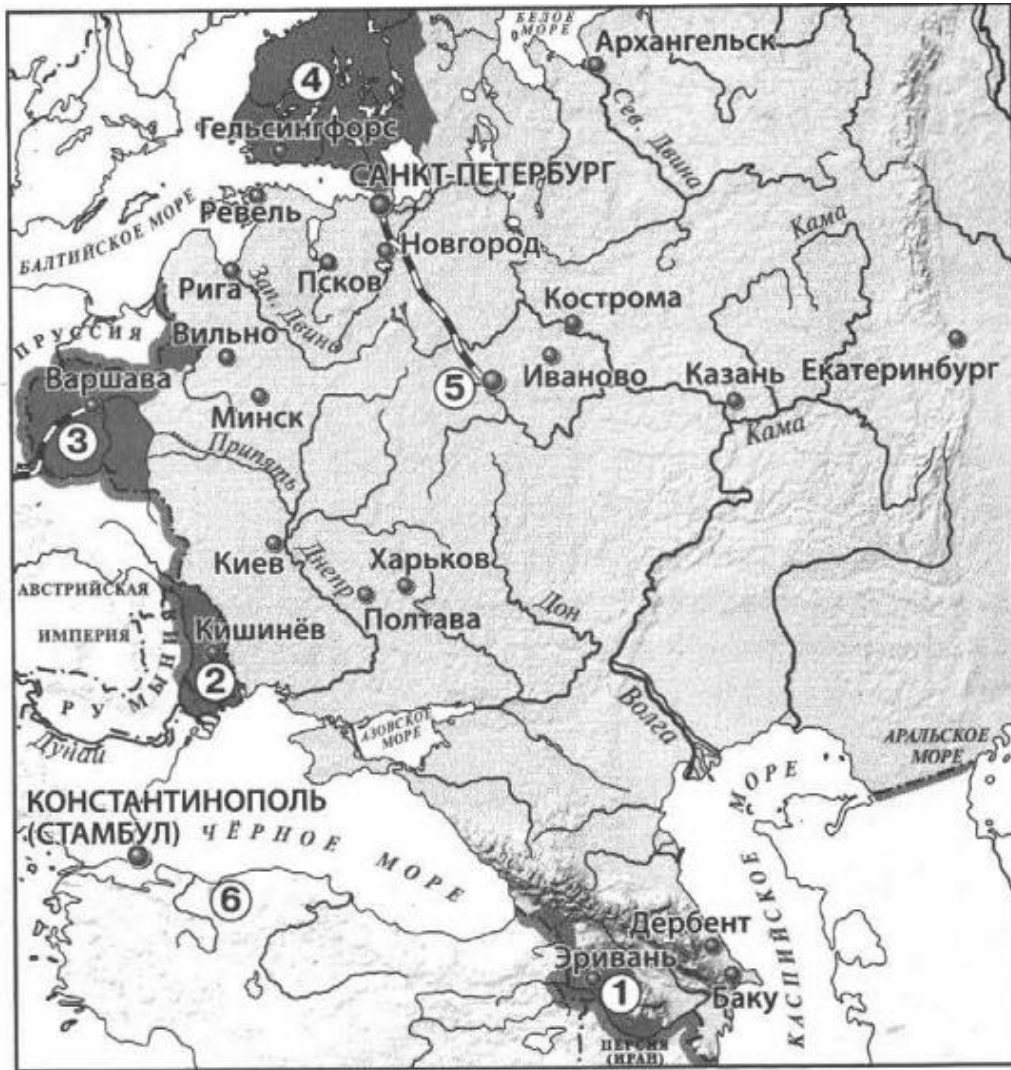 БЕЛОЕ
МОРЕ
Архангельск
4
Сев. Двина
Гельсингфорс
САНКТ-ПЕТЕРБУРГ
Ревель
БАЛТИЙСКОЕ МОРЕ
Новгород
Кама
Рига
Зап. Двина
Псков
Кострома
ПРУССИЯ
Вильно
Варшава
5
Иваново
Казань
Екатеринбург
Минск
3
Кама
Припять
Киев
Днепр
Харьков
Полтава
Дон
АВСТРИЙСКАЯ
ИМПЕРИЯ
Кишинёв
2
РУМЫНИЯ
Дунай
АЗОВСКОЕ
МОРЕ
Волга
АРАЛЬСКОЕ
МОРЕ
КОНСТАНТИНОПОЛЬ
(СТАМБУЛ)
ЧЁРНОЕ МОРЕ
КАСПИЙСКОЕ МОРЕ
6
Дербент
Эривань
1
Баку
ПЕРСИЯ
(ИРАН)